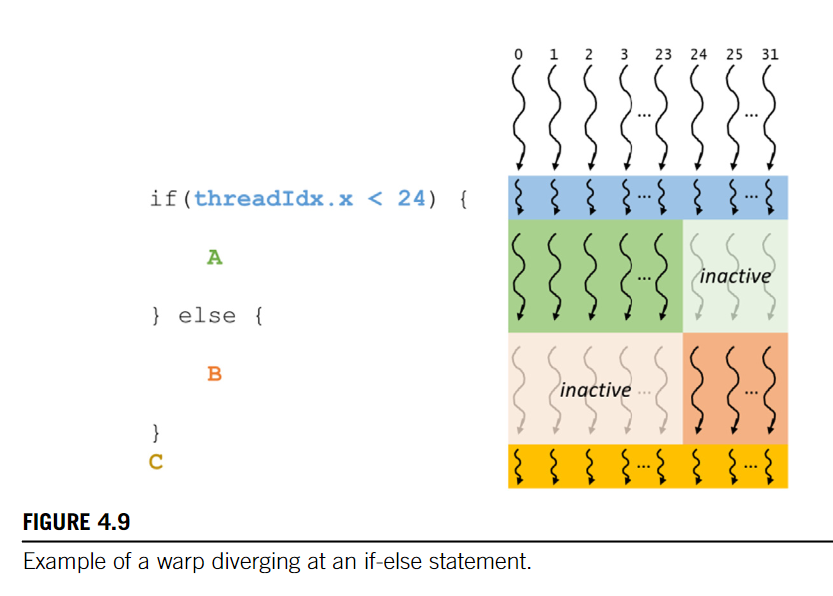 0 1 2 3 23 24 25 31
... ...
if(threadIdx.x < 24) {
... ...
A
... inactive
} else {
B
inactive ... ...
}
C
... ...
FIGURE 4.9
Example of a warp diverging at an if-else statement.